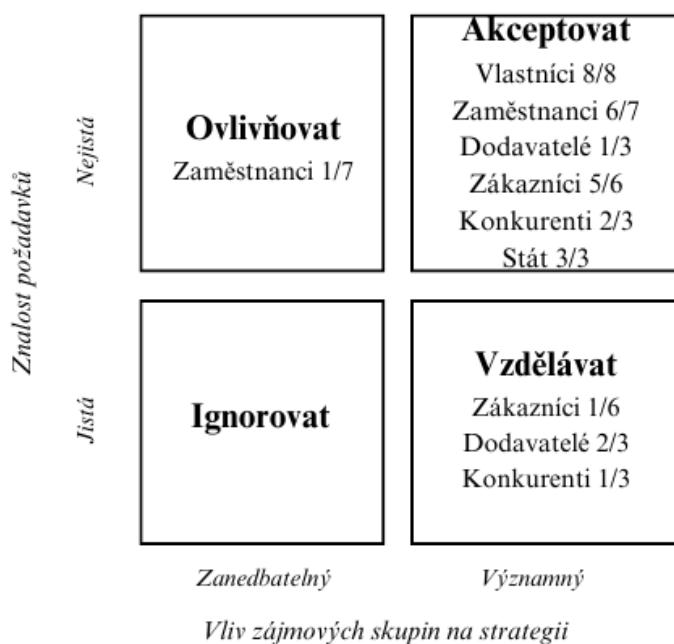 Znalost požadavků
Nejistá
Ovlivňovat
Zaměstnanci 1/7
Akceptovat
Vlastníci 8/8
Zaměstnanci 6/7
Dodavatelé 1/3
Zákazníci 5/6
Konkurenti 2/3
Stát 3/3
Jistá
Ignorovat
Vzdělávat
Zákazníci 1/6
Dodavatelé 2/3
Konkurenti 1/3
Zanedbatelný
Významný
Vliv zájmových skupin na strategii